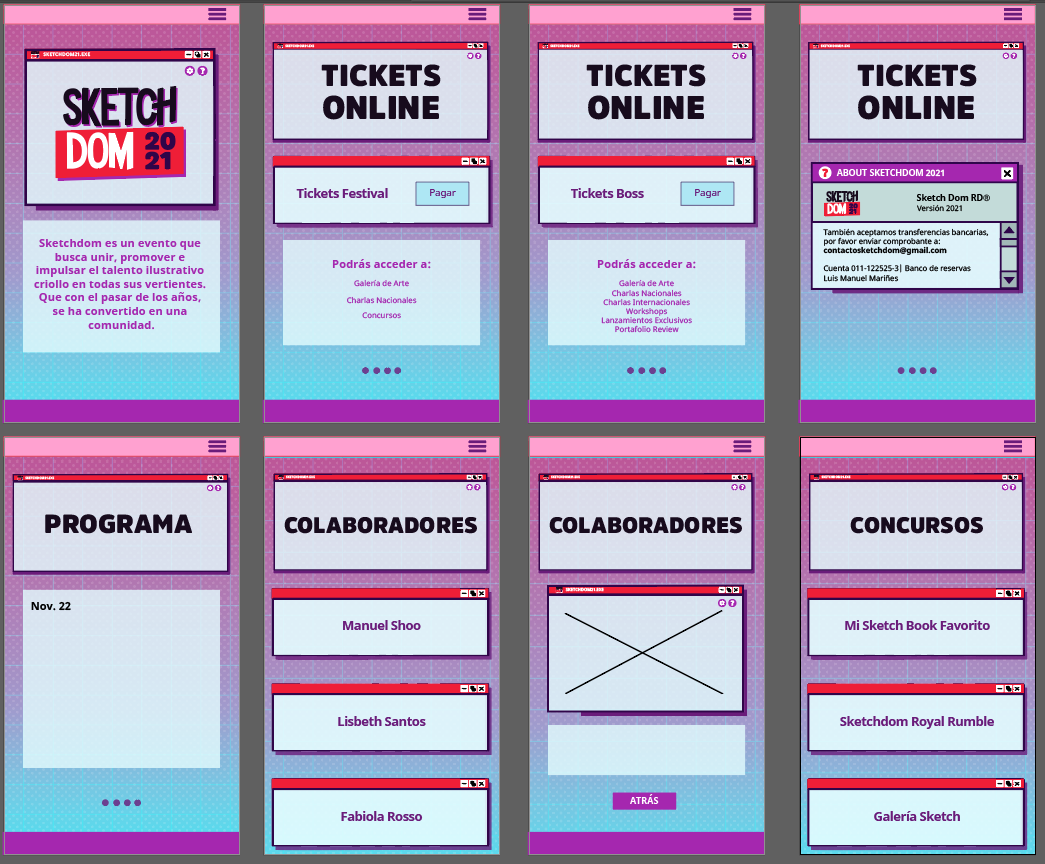 SKETCHDOM21.EXE
SKETCH
DOM
20
21
Sketchdom es un evento que
busca unir, promover e
impulsar el talento ilustrativo
criollo en todas sus vertientes.
Que con el pasar de los años,
se ha convertido en una
comunidad.
SKETCHDOM21.EXE
TICKETS
ONLINE
Tickets Festival
Pagar
Podrás acceder a:
Galería de Arte
Charlas Nacionales
Concursos
SKETCHDOM21.EXE
TICKETS
ONLINE
Tickets Boss
Pagar
Podrás acceder a:
Galería de Arte
Charlas Nacionales
Charlas Internacionales
Workshops
Lanzamientos Exclusivos
Portafolio Review
SKETCHDOM21.EXE
TICKETS
ONLINE
? ABOUT SKETCHDOM 2021
SKETCH
DOM
20
21
Sketch Dom RD®
Versión 2021
También aceptamos transferencias bancarias,
por favor enviar comprobante a:
contactosketchdom@gmail.com
Cuenta 011-122525-3| Banco de reservas
Luis Manuel Mariñes
SKETCHDOM21.EXE
PROGRAMA
Nov. 22
SKETCHDOM21.EXE
COLABORADORES
Manuel Shoo
Lisbeth Santos
Fabiola Rosso
SKETCHDOM21.EXE
COLABORADORES
SKETCHDOM21.EXE
ATRÁS
SKETCHDOM21.EXE
CONCURSOS
Mi Sketch Book Favorito
Sketchdom Royal Rumble
Galería Sketch